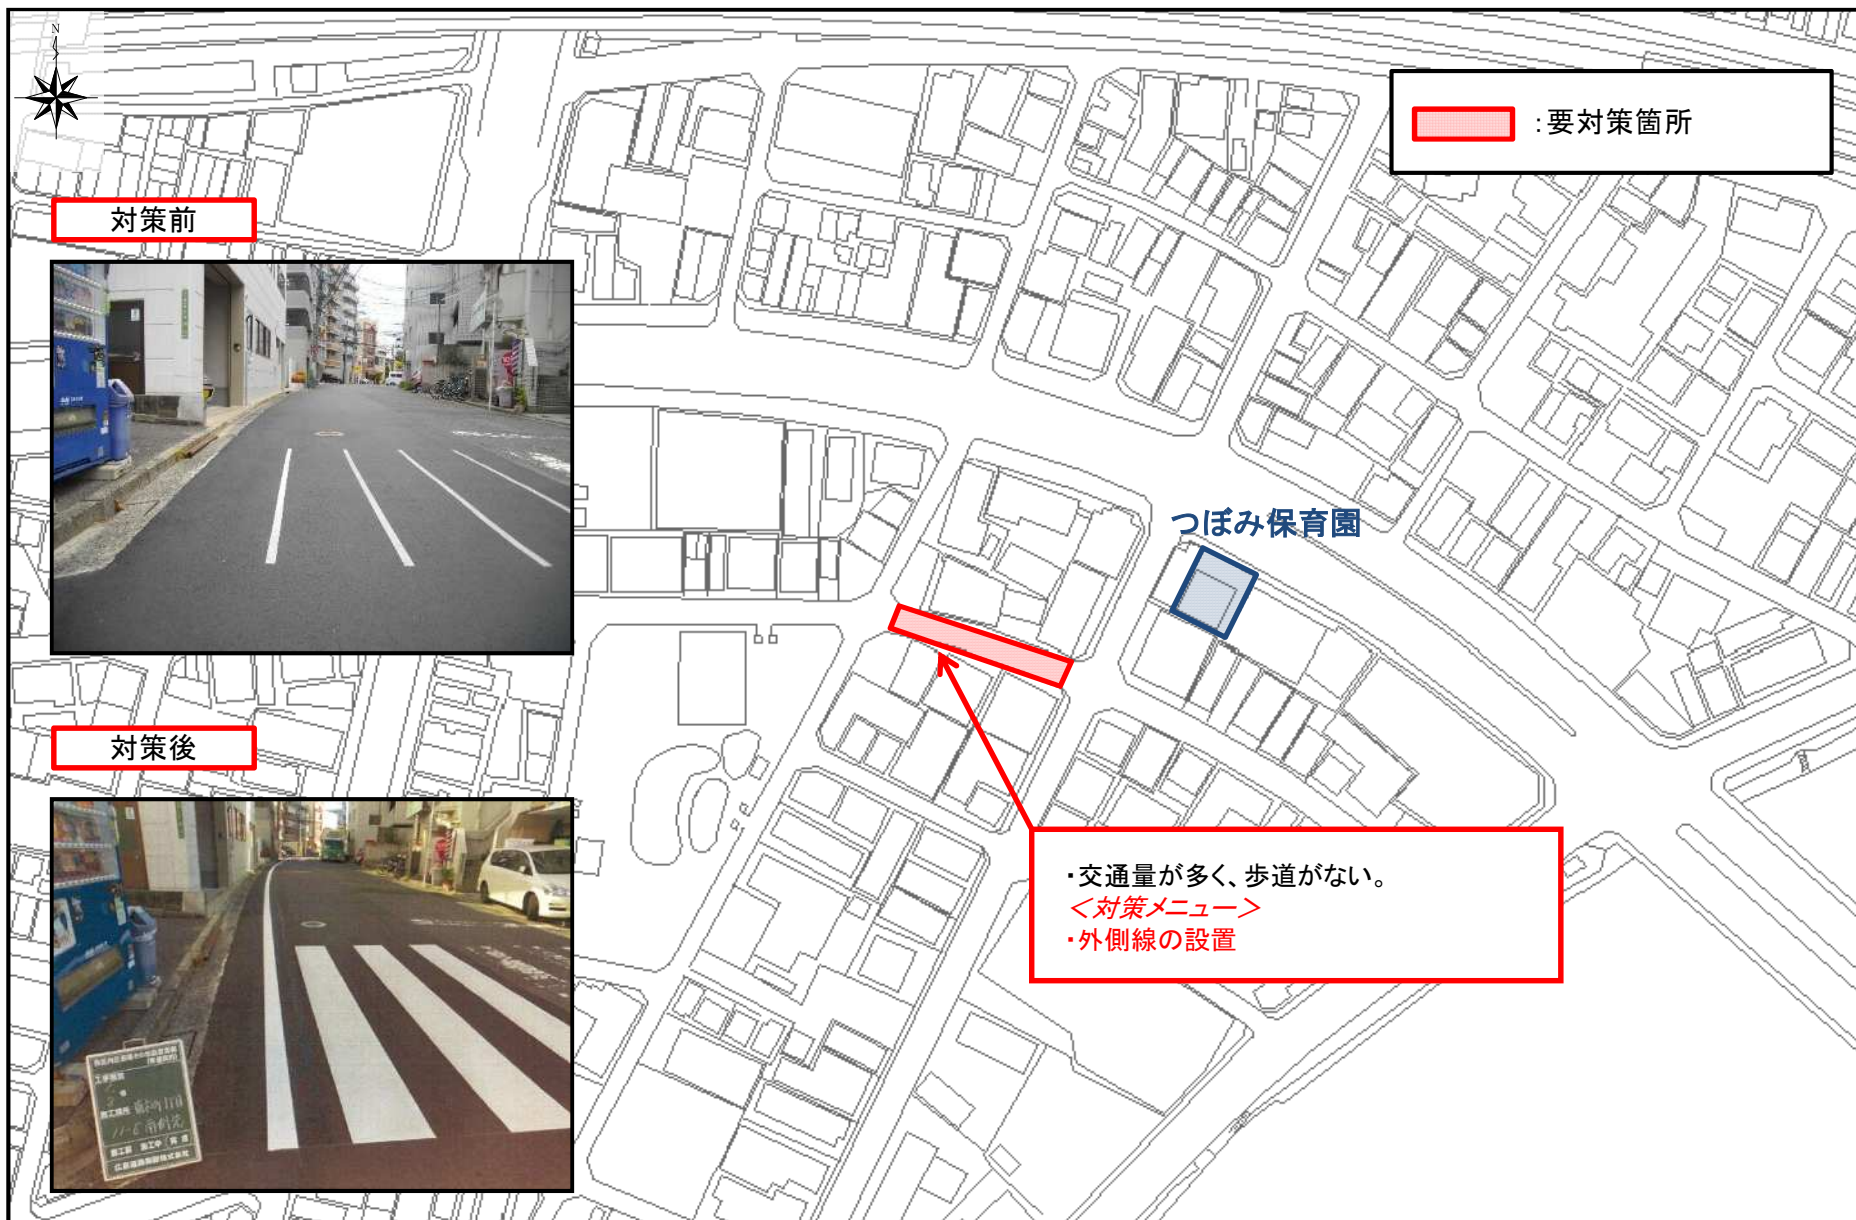 N
:要対策箇所
対策前
つぼみ保育園
対策後
・交通量が多く、歩道がない。
<対策メニュー>
・外側線の設置